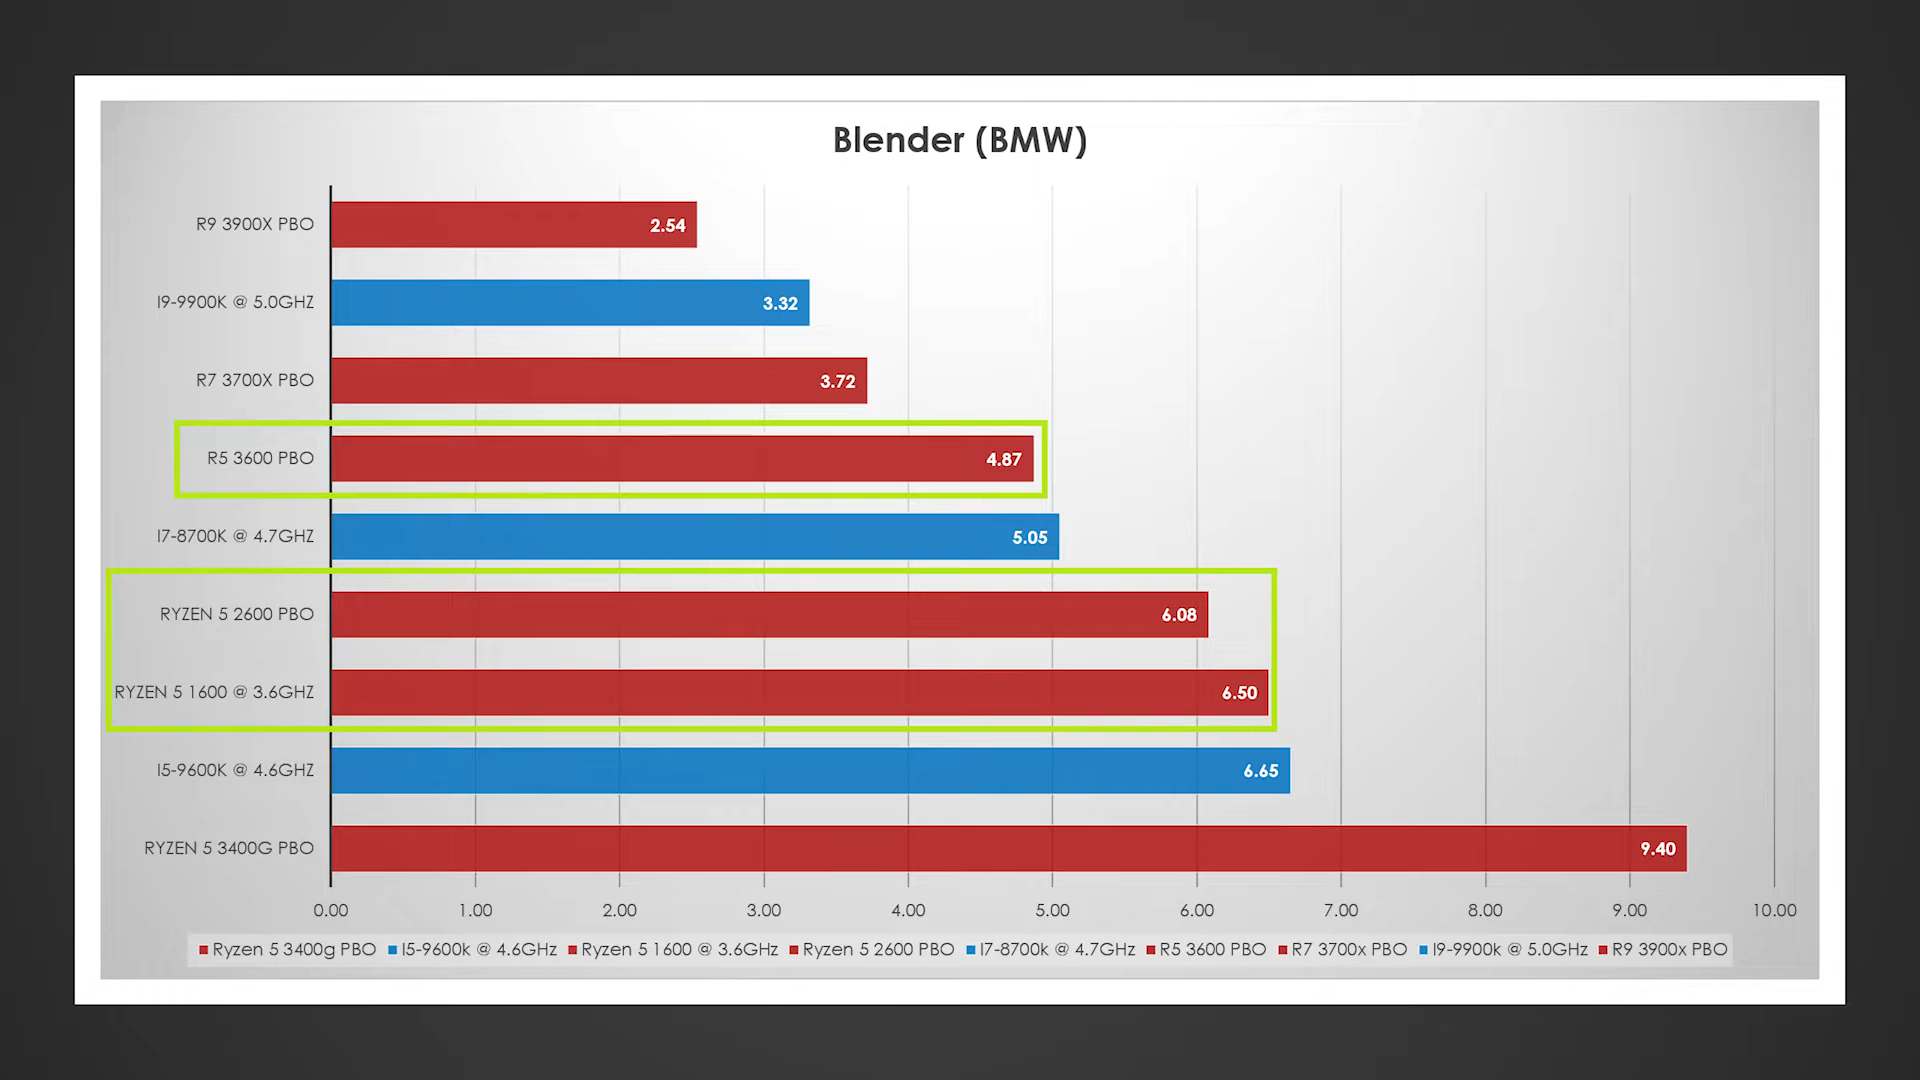 Blender (BMW)
R9 3900X PBO 2.54
I9-9900K @ 5.0GHZ 3.32
R7 3700X PBO 3.72
R5 3600 PBO 4.87
I7-8700K @ 4.7GHZ 5.05
RYZEN 5 2600 PBO 6.08
RYZEN 5 1600 @ 3.6GHZ 6.50
I5-9600K @ 4.6GHZ 6.65
RYZEN 5 3400G PBO 9.40
0.00 1.00 2.00 3.00 4.00 5.00 6.00 7.00 8.00 9.00 10.00
Ryzen 5 3400g PBO I5-9600k @ 4.6GHz Ryzen 5 1600 @ 3.6GHz Ryzen 5 2600 PBO I7-8700k @ 4.7GHz R5 3600 PBO R7 3700x PBO I9-9900k @ 5.0GHz R9 3900x PBO